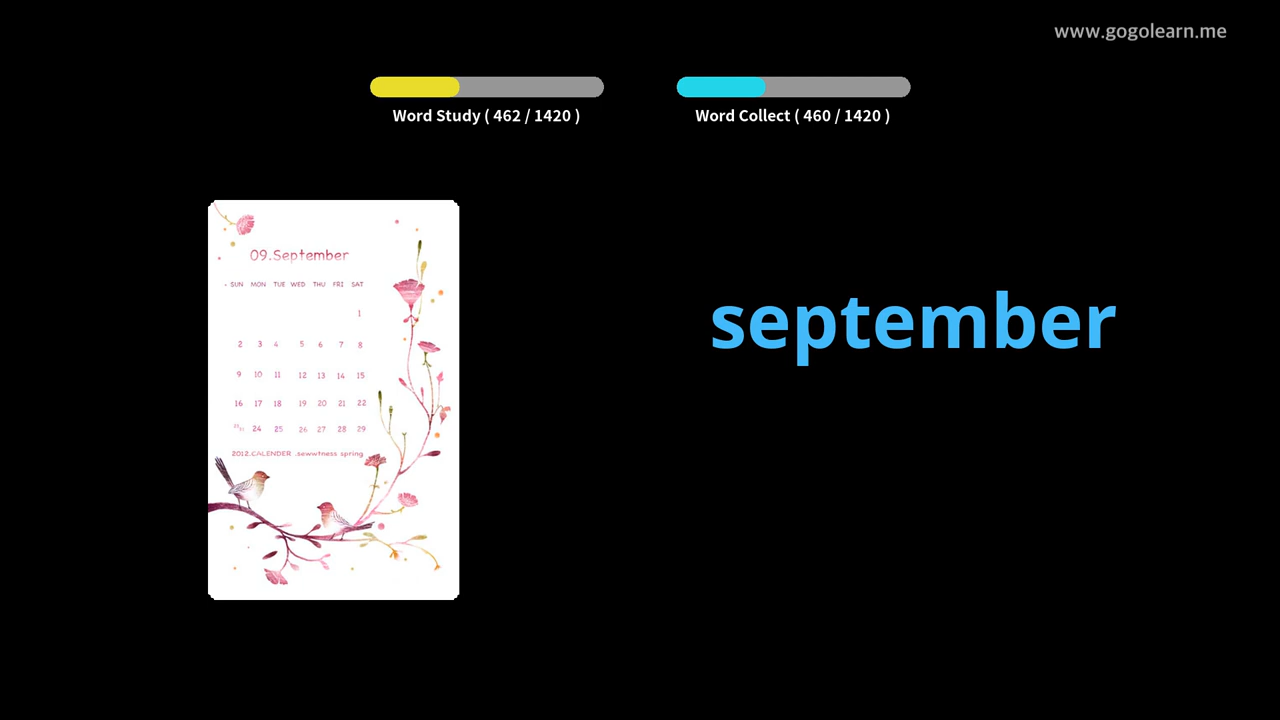 www.gogolearn.me
Word Study ( 462 / 1420 )
Word Collect ( 460 / 1420 )
09.September
SUN MON TUE WED THU FRI SAT
1
2 3 4 5 6 7 8
9 10 11 12 13 14 15
16 17 18 19 20 21 22
24 25 26 27 28 29
2012.CALENDER .sewwtness spring
september